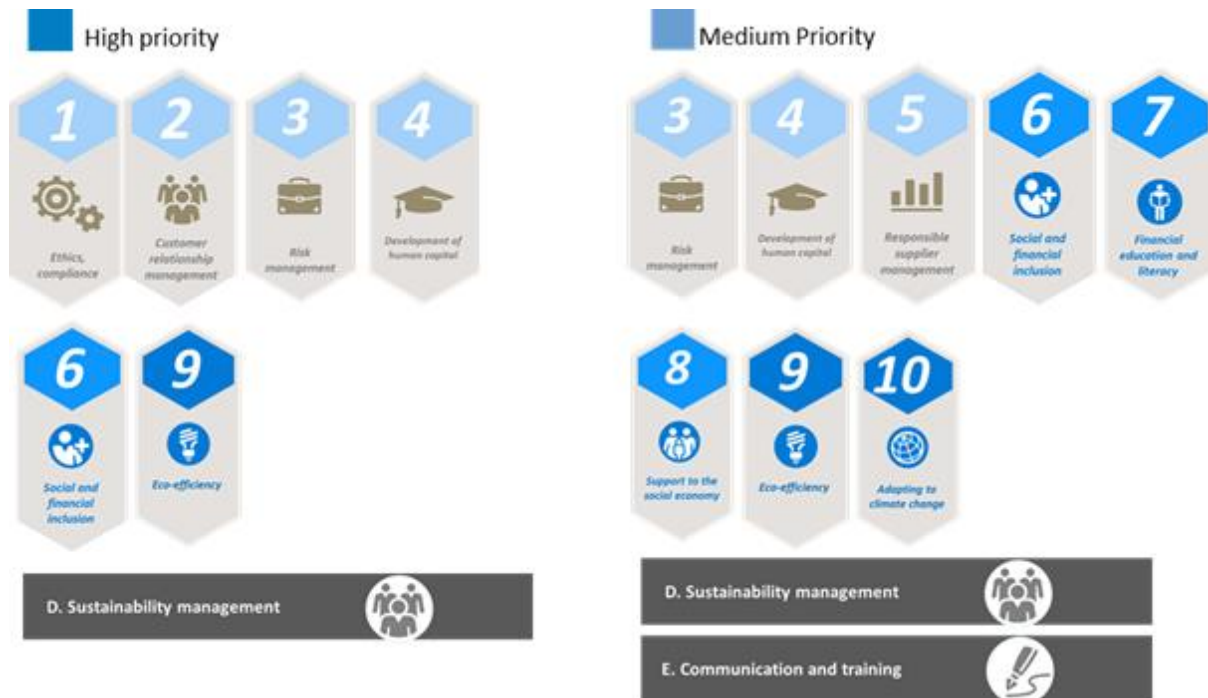 High priority
1
Ethics,
compliance
2
Customer
relationship
management
3
Risk
management
4
Development of
human capital
6
Social and
financial
inclusion
9
Eco-efficiency
D. Sustainability management
Medium Priority
3
Risk
management
4
Development of
human capital
5
Responsible
supplier
management
6
Social and
financial
inclusion
7
Financial
education and
literacy
8
Support to the
social economy
9
Eco-efficiency
10
Adapting to
climate change
D. Sustainability management
E. Communication and training